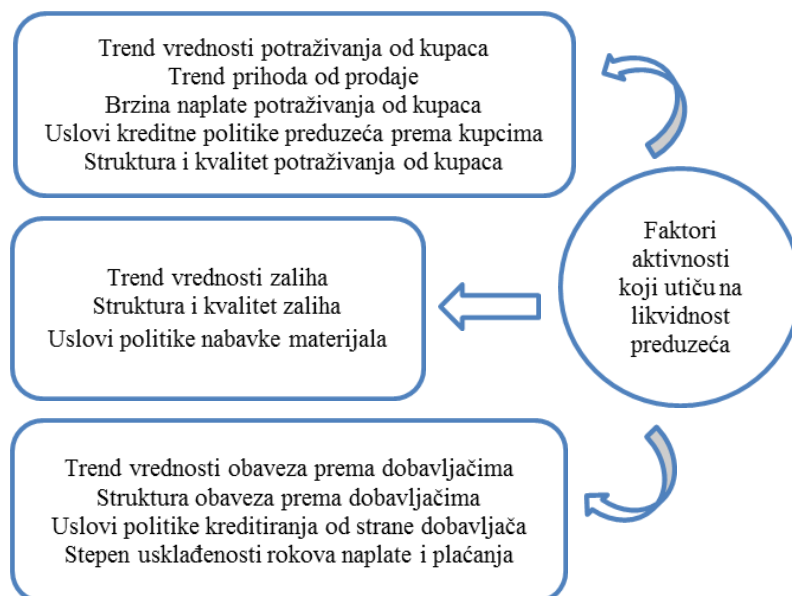 Trend vrednosti potraživanja od kupaca
Trend prihoda od prodaje
Brzina naplate potraživanja od kupaca
Uslovi kreditne politike preduzeća prema kupcima
Struktura i kvalitet potraživanja od kupaca
Trend vrednosti zaliha
Struktura i kvalitet zaliha
Uslovi politike nabavke materijala
Trend vrednosti obaveza prema dobavljačima
Struktura obaveza prema dobavljačima
Uslovi politike kreditiranja od strane dobavljača
Stepen usklađenosti rokova naplate i plaćanja
Faktori
aktivnosti
koji utiču na
likvidnost
preduzeća